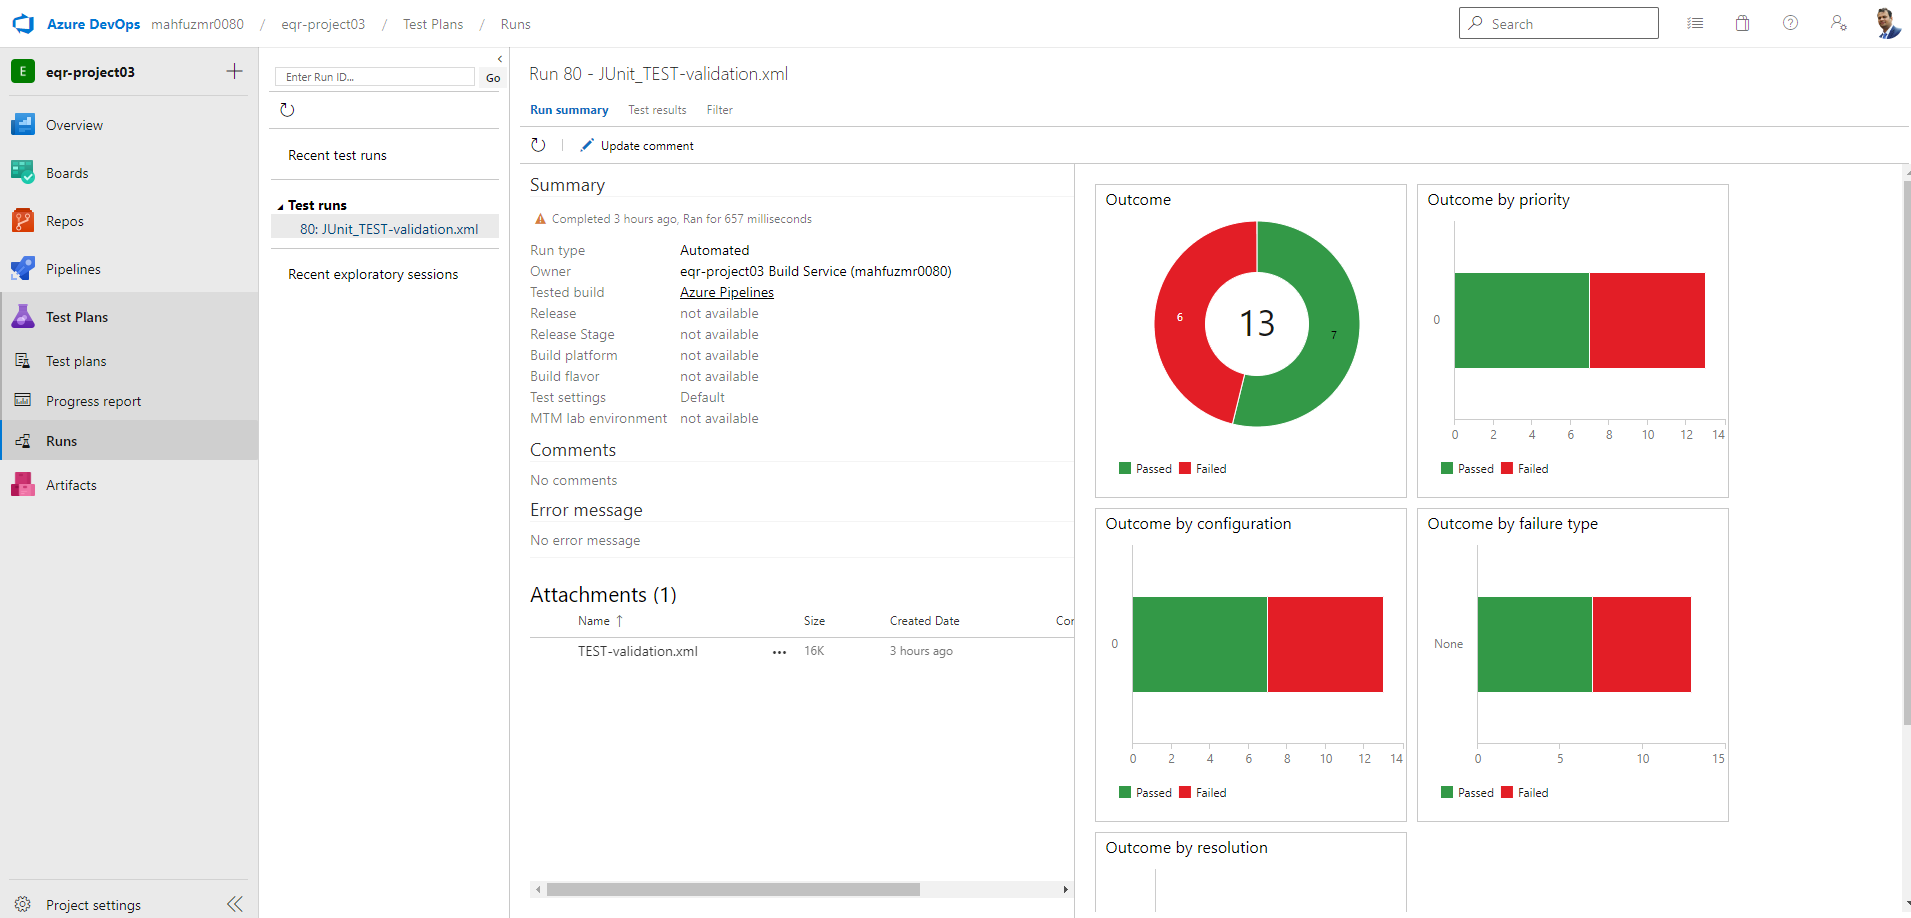 Azure DevOps mahfuzmr0080 / eqr-project03 / Test Plans / Runs
Search
E eqr-project03
Overview
Boards
Repos
Pipelines
Test Plans
Test plans
Progress report
Runs
Artifacts
Project settings
Enter Run ID...
Go
Recent test runs
Test runs
80: JUnit_TEST-validation.xml
Recent exploratory sessions
Run 80 - JUnit_TEST-validation.xml
Run summary Test results Filter
Update comment
Summary
Completed 3 hours ago, Ran for 657 milliseconds
Run type Automated
Owner eqr-project03 Build Service (mahfuzmr0080)
Tested build Azure Pipelines
Release not available
Release Stage not available
Build platform not available
Build flavor not available
Test settings Default
MTM lab environment not available
Comments
No comments
Error message
No error message
Attachments (1)
Name ↑ Size Created Date Cor
TEST-validation.xml ... 16K 3 hours ago
Outcome
6
13
7
Passed Failed
Outcome by priority
0
0 2 4 6 8 10 12 14
Passed Failed
Outcome by configuration
0
0 2 4 6 8 10 12 14
Passed Failed
Outcome by failure type
None
0 5 10 15
Passed Failed
Outcome by resolution